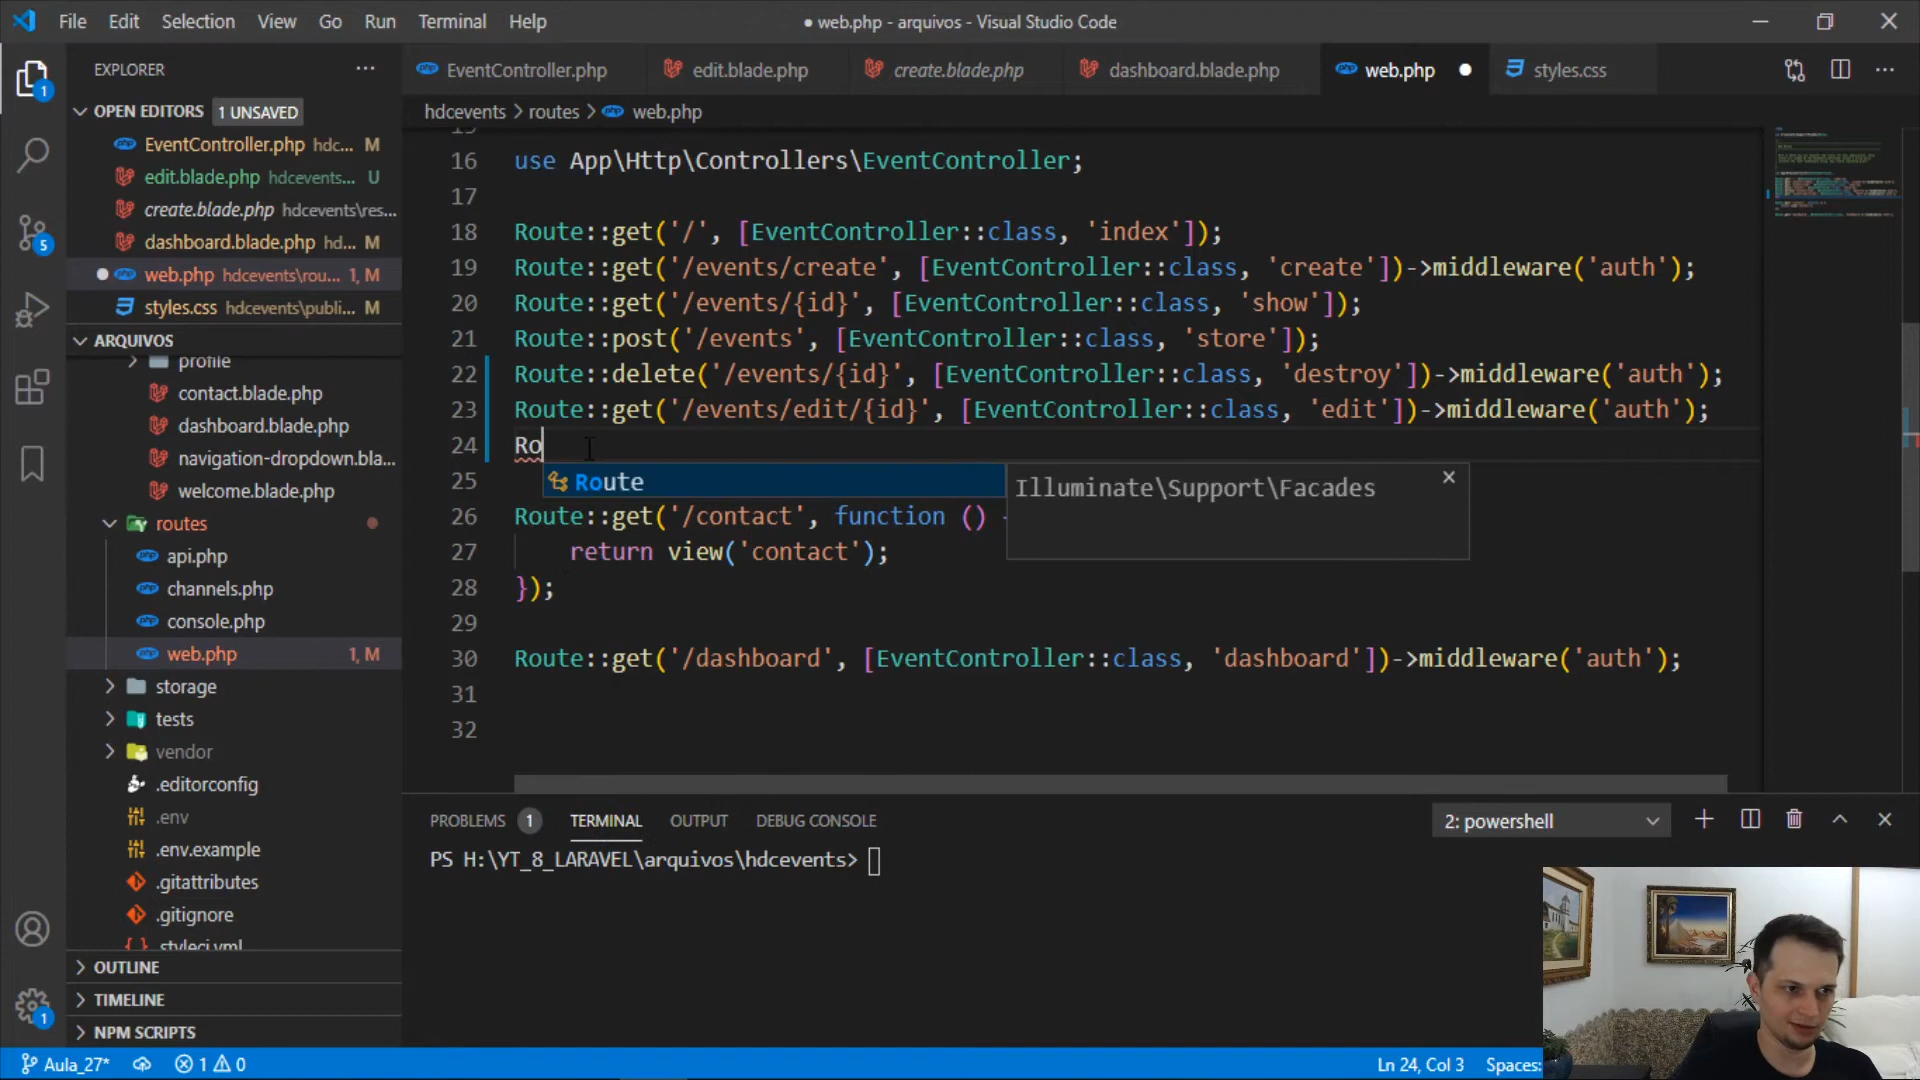 File Edit Selection View Go Run Terminal Help ● web.php - arquivos - Visual Studio Code
EXPLORER
EventController.php edit.blade.php create.blade.php dashboard.blade.php web.php styles.css
OPEN EDITORS 1 UNSAVED
hdcevents > routes > web.php
EventController.php hdc... M
edit.blade.php hdcevents... U
create.blade.php hdcevents\res...
dashboard.blade.php hdceve... M
web.php hdcevents\rou... 1, M
styles.css hdcevents\publi... M
ARQUIVOS
profile
contact.blade.php
dashboard.blade.php
navigation-dropdown.bla...
welcome.blade.php
routes
api.php
channels.php
console.php
web.php 1, M
storage
tests
vendor
.editorconfig
.env
.env.example
.gitattributes
.gitignore
.styleci.yml
OUTLINE
TIMELINE
NPM SCRIPTS
15
16 use App\Http\Controllers\EventController;
17
18 Route::get('/', [EventController::class, 'index']);
19 Route::get('/events/create', [EventController::class, 'create'])->middleware('auth');
20 Route::get('/events/{id}', [EventController::class, 'show']);
21 Route::post('/events', [EventController::class, 'store']);
22 Route::delete('/events/{id}', [EventController::class, 'destroy'])->middleware('auth');
23 Route::get('/events/edit/{id}', [EventController::class, 'edit'])->middleware('auth');
24 Ro
Route
Illuminate\Support\Facades
25
26 Route::get('/contact', function ()
27 return view('contact');
28 });
29
30 Route::get('/dashboard', [EventController::class, 'dashboard'])->middleware('auth');
31
32
PROBLEMS 1 TERMINAL OUTPUT DEBUG CONSOLE 2: powershell
PS H:\YT_8_LARAVEL\arquivos\hdcevents>
1
5
1
Aula_27* 1 0 Ln 24, Col 3 Spaces: